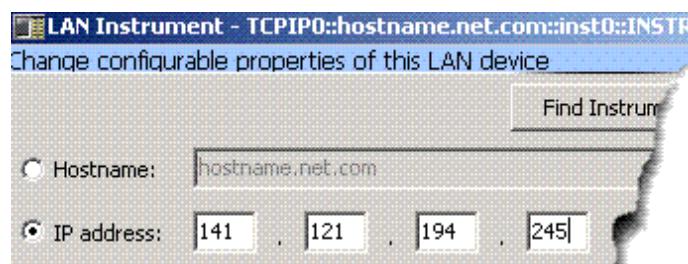 LAN Instrument - TCPIP0::hostname.net.com::inst0::INSTR
Change configurable properties of this LAN device
Find
Hostname: hostname.net.com
IP address: 141 . 121 . 194 . 245